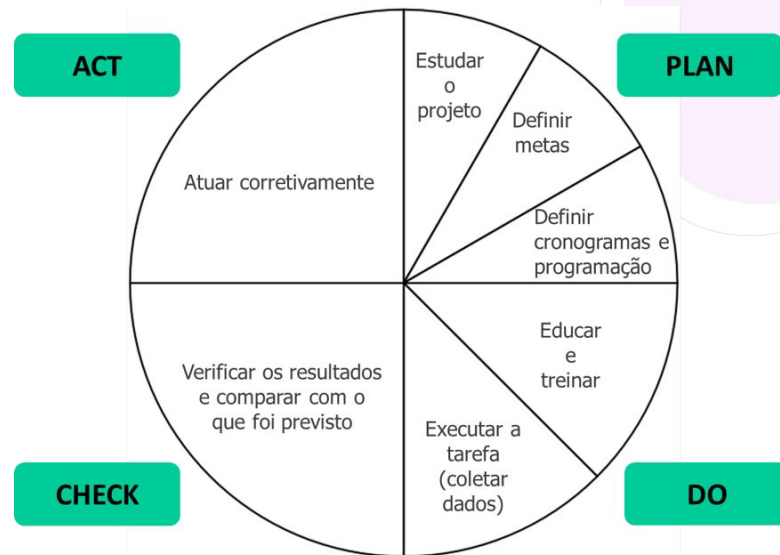 ACT
PLAN
Estudar
o
projeto
Definir
metas
Definir
cronogramas e
programação
Atuar corretivamente
Educar
e
treinar
Executar a
tarefa
(coletar
dados)
Verificar os resultados
e comparar com o
que foi previsto
CHECK
DO